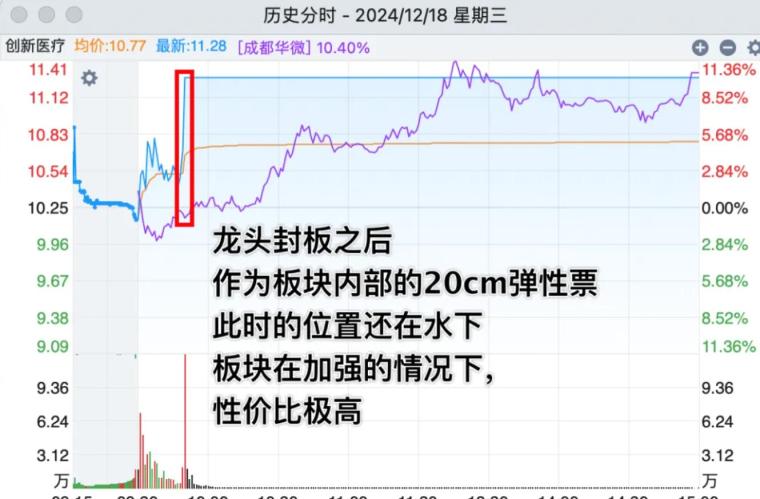 历史分时 - 2024/12/18 星期三
创新医疗 均价:10.77 最新:11.28 [成都华微] 10.40%
11.41 11.36%
11.12 8.52%
10.83 5.68%
10.54 2.84%
10.25 0.00%
9.96 2.84%
9.67 5.68%
9.38 8.52%
9.09 11.36%
9.36 9.36
6.24 6.24
3.12 3.12
万 万
龙头封板之后
作为板块内部的20cm弹性票
此时的位置还在水下
板块在加强的情况下，
性价比极高